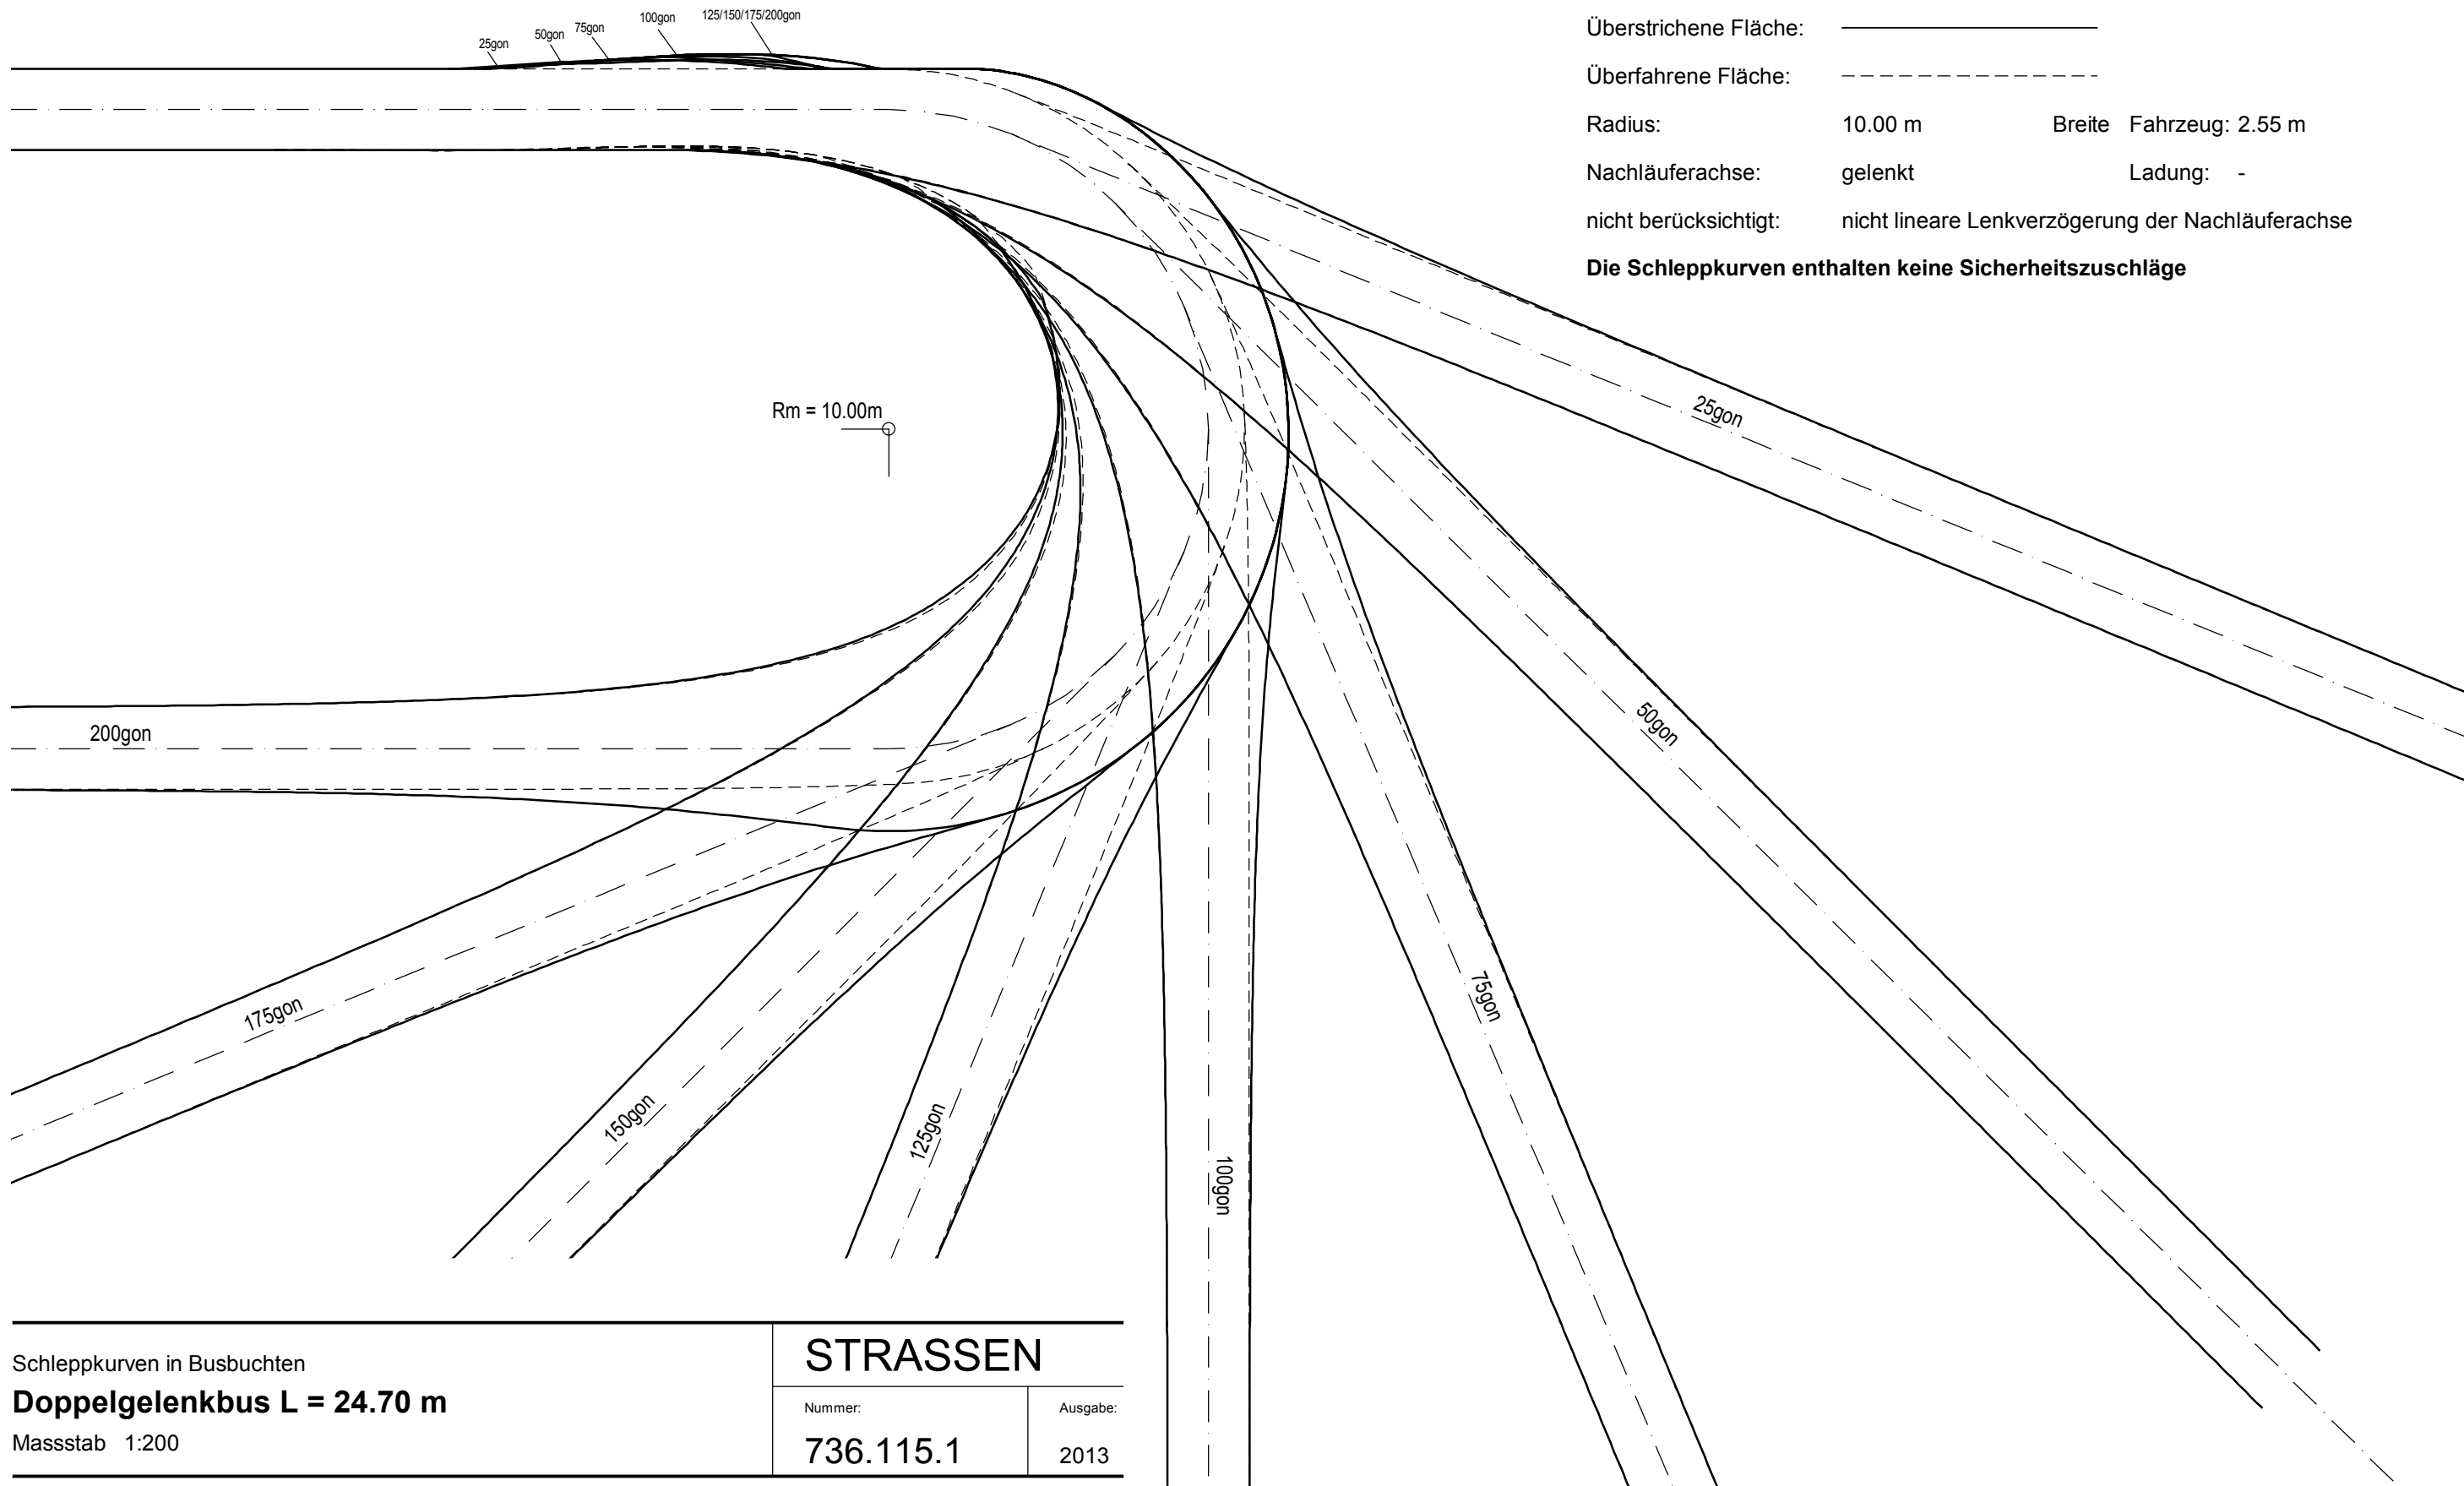 25gon
50gon
75gon
100gon
125/150/175/200gon
Überstrichene Fläche:
Überfahrene Fläche:
Radius: 10.00 m Breite Fahrzeug: 2.55 m
Nachläuferachse: gelenkt Ladung: -
nicht berücksichtigt: nicht lineare Lenkverzögerung der Nachläuferachse
Die Schleppkurven enthalten keine Sicherheitszuschläge
Rm = 10.00m
25gon
50gon
200gon
75gon
175gon
150gon
125gon
100gon
Schleppkurven in Busbuchten
Doppelgelenkbus L = 24.70 m
Massstab 1:200
STRASSEN
Nummer: Ausgabe:
736.115.1 2013